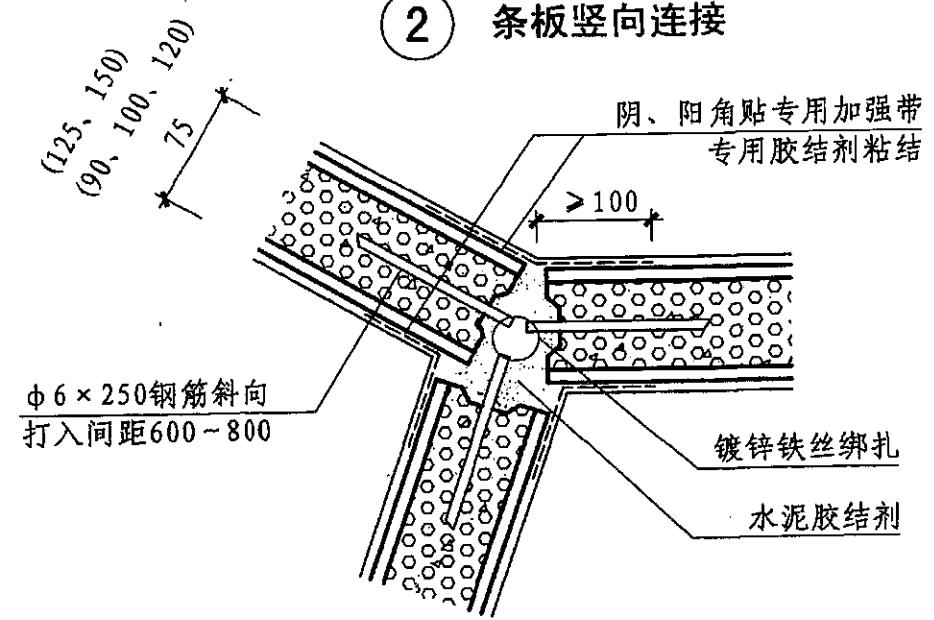 2 条板竖向连接
(125、150)
(90、100、120)
75
阴、阳角贴专用加强带
专用胶结剂粘结
≥100
φ6×250钢筋斜向
打入间距600~800
镀锌铁丝绑扎
水泥胶结剂